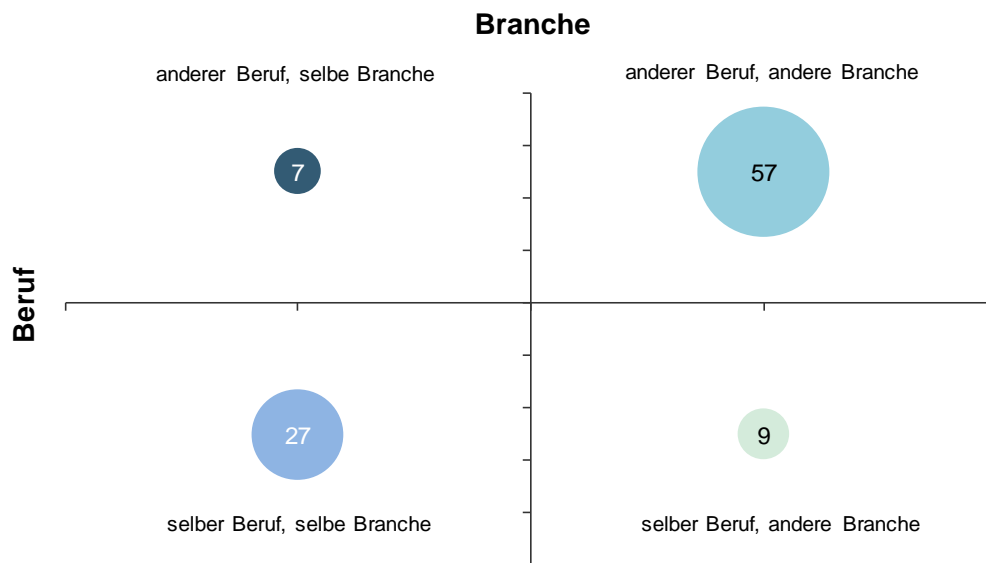 Branche
anderer Beruf, selbe Branche
anderer Beruf, andere Branche
7
57
Beruf
27
9
selber Beruf, selbe Branche
selber Beruf, andere Branche